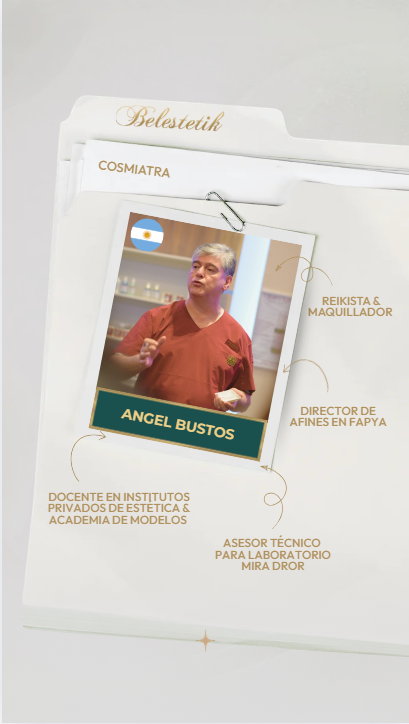 Belestetik
COSMIATRA
REIKISTA &
MAQUILLADOR
DIRECTOR DE
AFINES EN FAPYA
ANGEL BUSTOS
DOCENTE EN INSTITUTOS
PRIVADOS DE ESTETICA &
ACADEMIA DE MODELOS
ASESOR TÉCNICO
PARA LABORATORIO
MIRA DROR